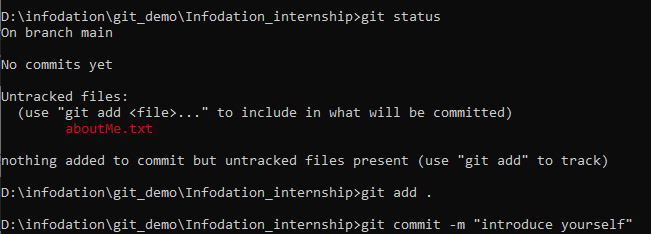 D:\infodation\git_demo\Infodation_internship>git status
On branch main
No commits yet
Untracked files:
(use "git add <file>..." to include in what will be committed)
aboutMe.txt
nothing added to commit but untracked files present (use "git add" to track)
D:\infodation\git_demo\Infodation_internship>git add .
D:\infodation\git_demo\Infodation_internship>git commit -m "introduce yourself"